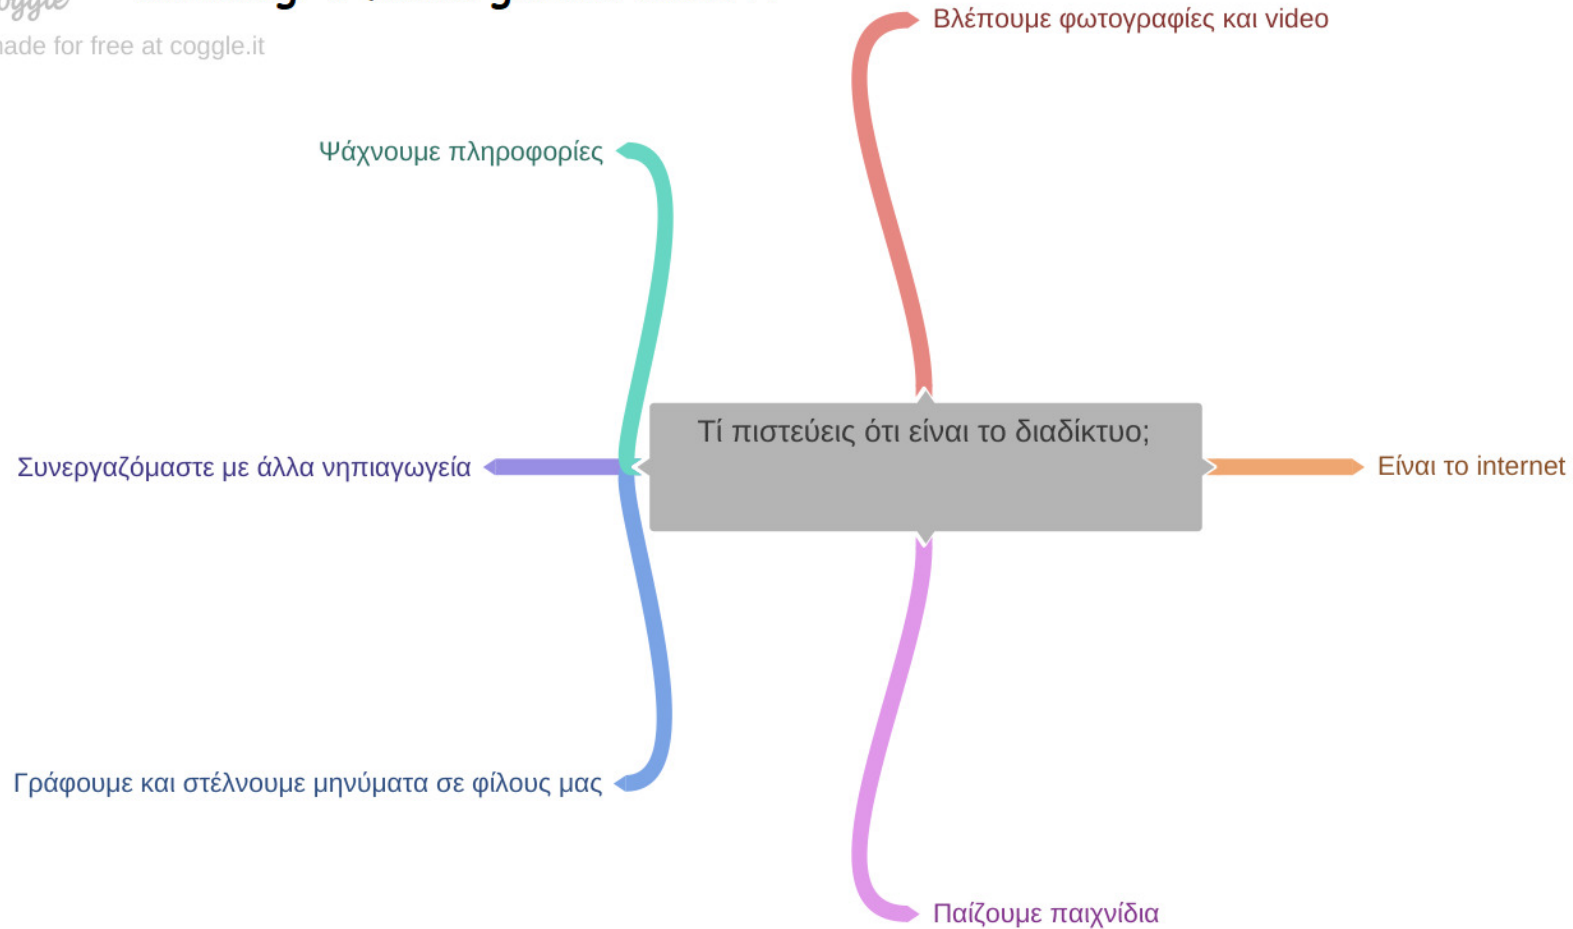 made for free at coggle.it
Βλέπουμε φωτογραφίες και video
Ψάχνουμε πληροφορίες
Τί πιστεύεις ότι είναι το διαδίκτυο;
Συνεργαζόμαστε με άλλα νηπιαγωγεία
Είναι το internet
Γράφουμε και στέλνουμε μηνύματα σε φίλους μας
Παίζουμε παιχνίδια